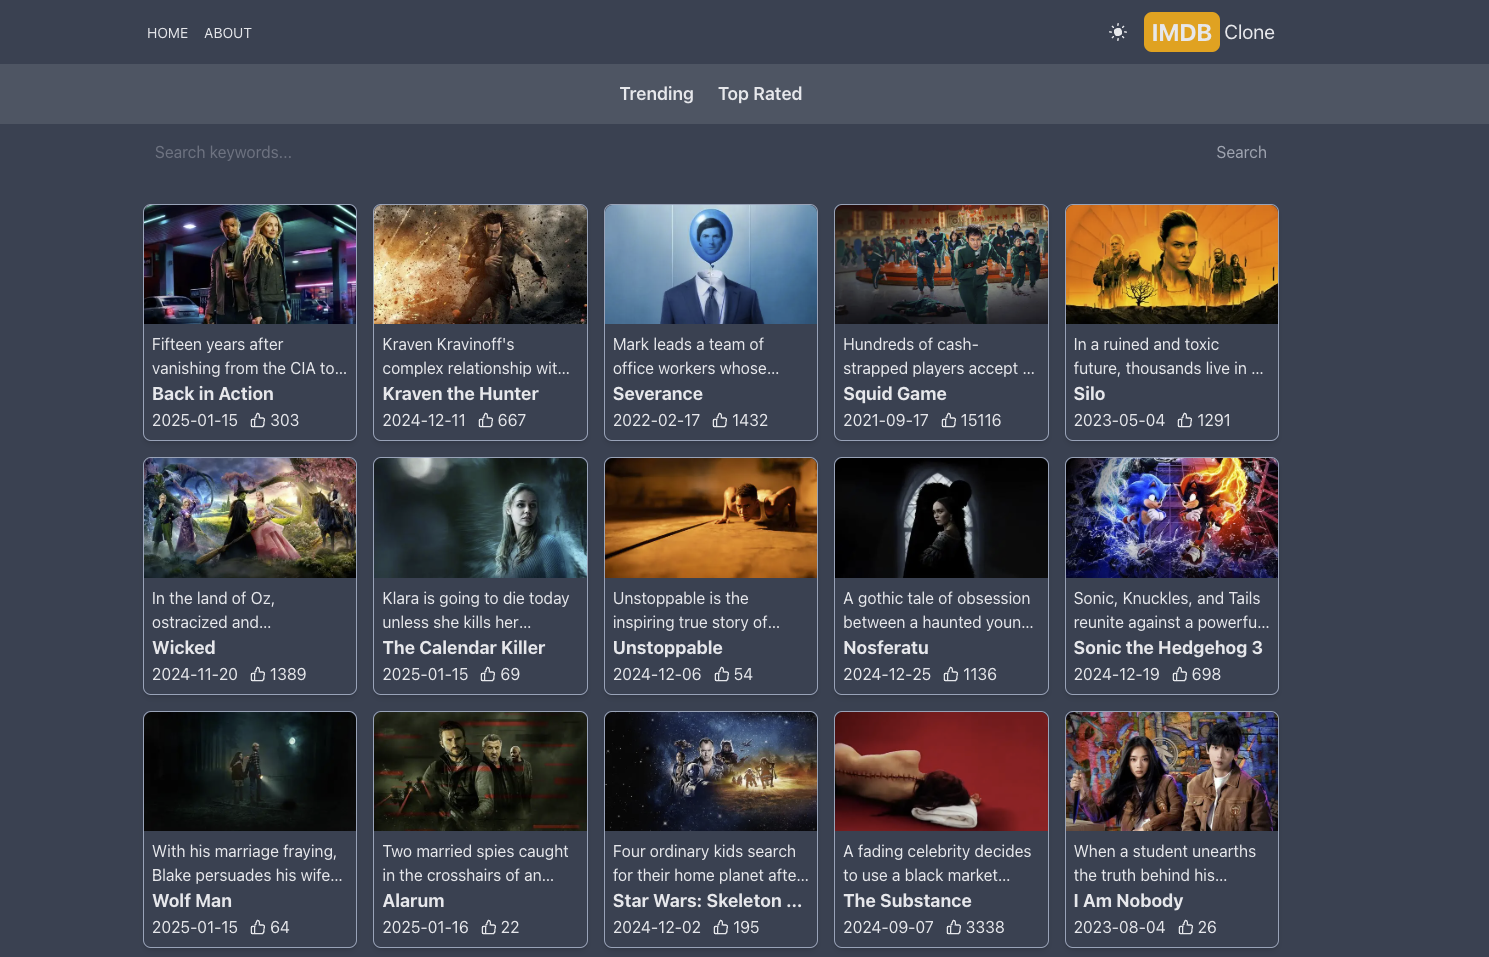 HOME ABOUT IMDB Clone
Trending Top Rated
Search keywords... Search
Fifteen years after
vanishing from the CIA to...
Back in Action
2025-01-15 303
Kraven Kravinoff's
complex relationship wit...
Kraven the Hunter
2024-12-11 667
Mark leads a team of
office workers whose...
Severance
2022-02-17 1432
Hundreds of cash-
strapped players accept ...
Squid Game
2021-09-17 15116
In a ruined and toxic
future, thousands live in ...
Silo
2023-05-04 1291
In the land of Oz,
ostracized and...
Wicked
2024-11-20 1389
Klara is going to die today
unless she kills her...
The Calendar Killer
2025-01-15 69
Unstoppable is the
inspiring true story of...
Unstoppable
2024-12-06 54
A gothic tale of obsession
between a haunted youn...
Nosferatu
2024-12-25 1136
Sonic, Knuckles, and Tails
reunite against a powerfu...
Sonic the Hedgehog 3
2024-12-19 698
With his marriage fraying,
Blake persuades his wife...
Wolf Man
2025-01-15 64
Two married spies caught
in the crosshairs of an...
Alarum
2025-01-16 22
Four ordinary kids search
for their home planet afte...
Star Wars: Skeleton ...
2024-12-02 195
A fading celebrity decides
to use a black market...
The Substance
2024-09-07 3338
When a student unearths
the truth behind his...
I Am Nobody
2023-08-04 26